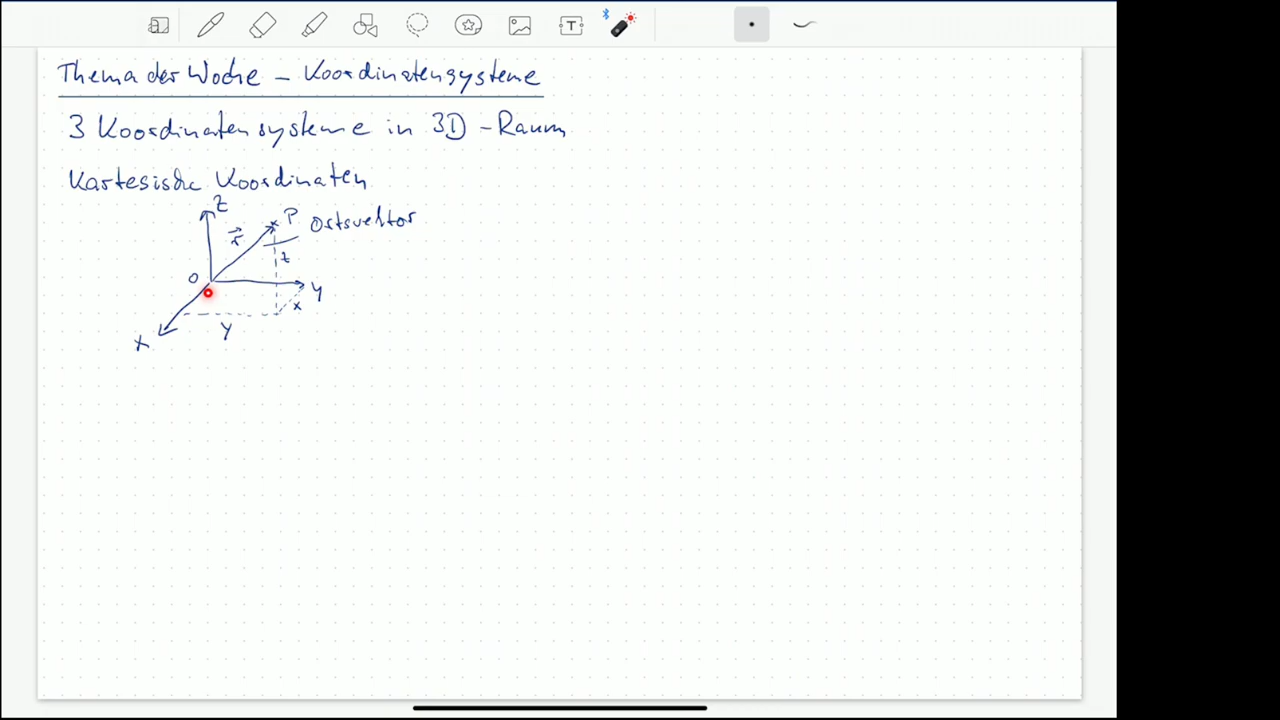 Thema der Woche – Koordinatensysteme
3 Koordinatensysteme in 3D - Raum
Kartesische Koordinaten
z
P Ortsvektor
r
z
O
y
x
y
x
T